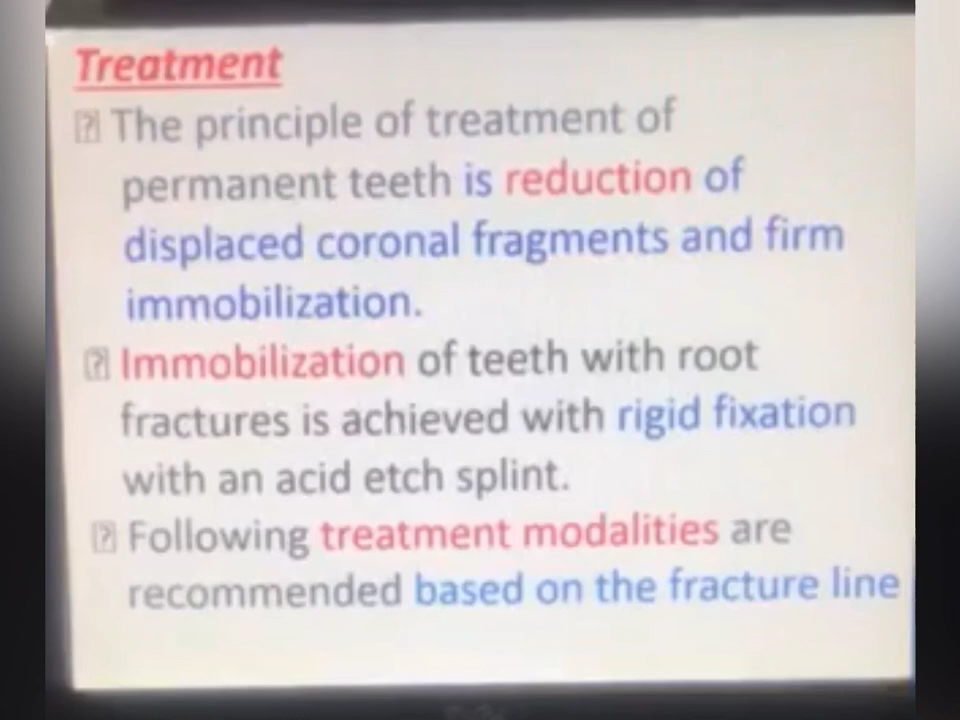 Treatment
⍰ The principle of treatment of
permanent teeth is reduction of
displaced coronal fragments and firm
immobilization.
⍰ Immobilization of teeth with root
fractures is achieved with rigid fixation
with an acid etch splint.
⍰ Following treatment modalities are
recommended based on the fracture line